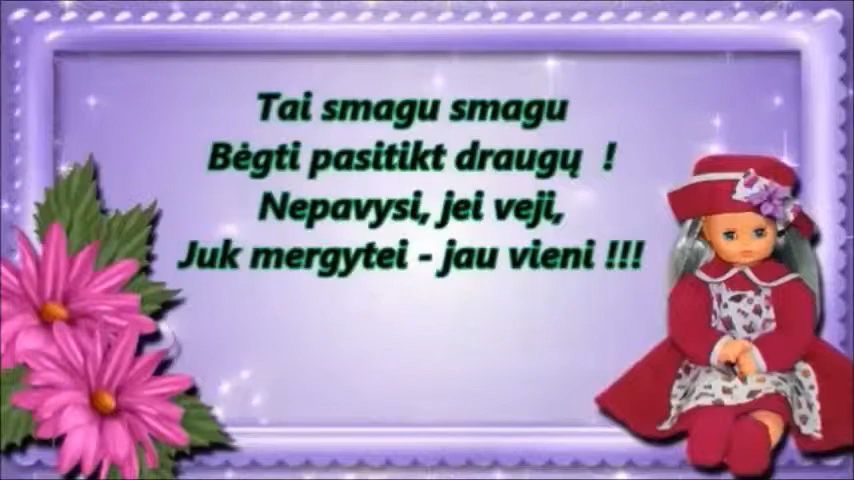 Tai smagu smagu
Bėgti pasitikt draugų !
Nepavysi, jei veji,
Juk mergytei - jau vieni !!!